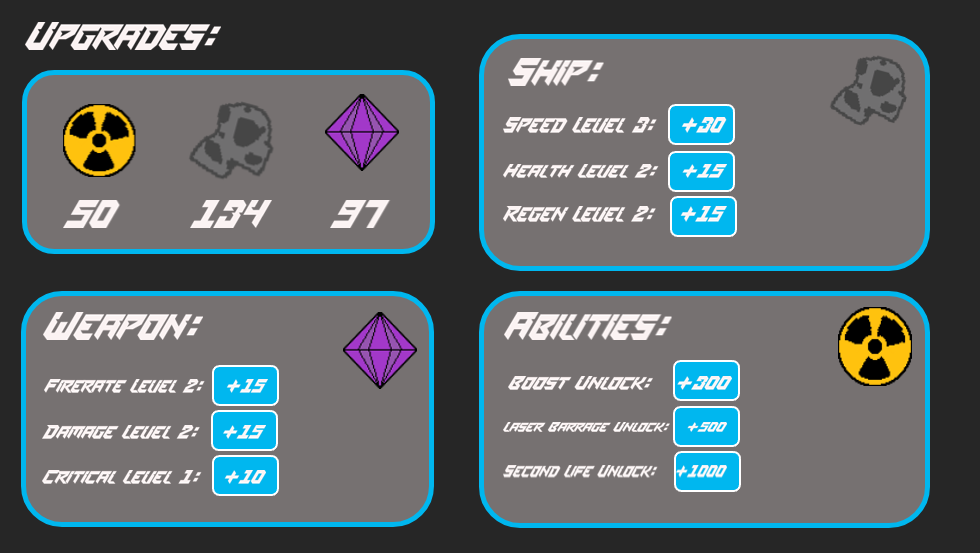 Upgrades:
50 134 97
Ship:
Speed Level 3: +30
Health Level 2: +15
Regen Level 2: +15
Weapon:
Firerate Level 2: +15
Damage Level 2: +15
Critical Level 1: +10
Abilities:
Boost Unlock: +300
Laser Barrage Unlock: +500
Second Life Unlock: +1000